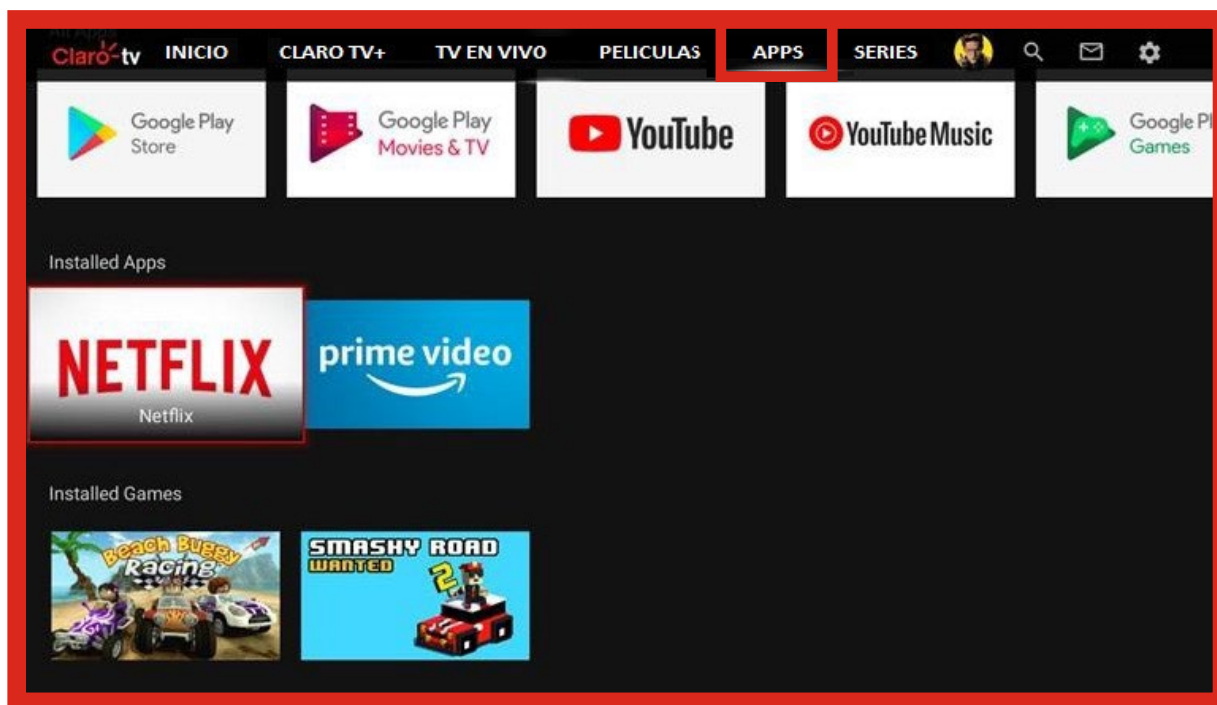 All Apps
Claro-tv INICIO CLARO TV+ TV EN VIVO PELICULAS APPS SERIES
Google Play
Store
Google Play
Movies & TV
YouTube
YouTube Music
Google Pl
Games
Installed Apps
NETFLIX
Netflix
prime video
Installed Games
Beach Buggy
Racing
SMASHY ROAD
WANTED
2